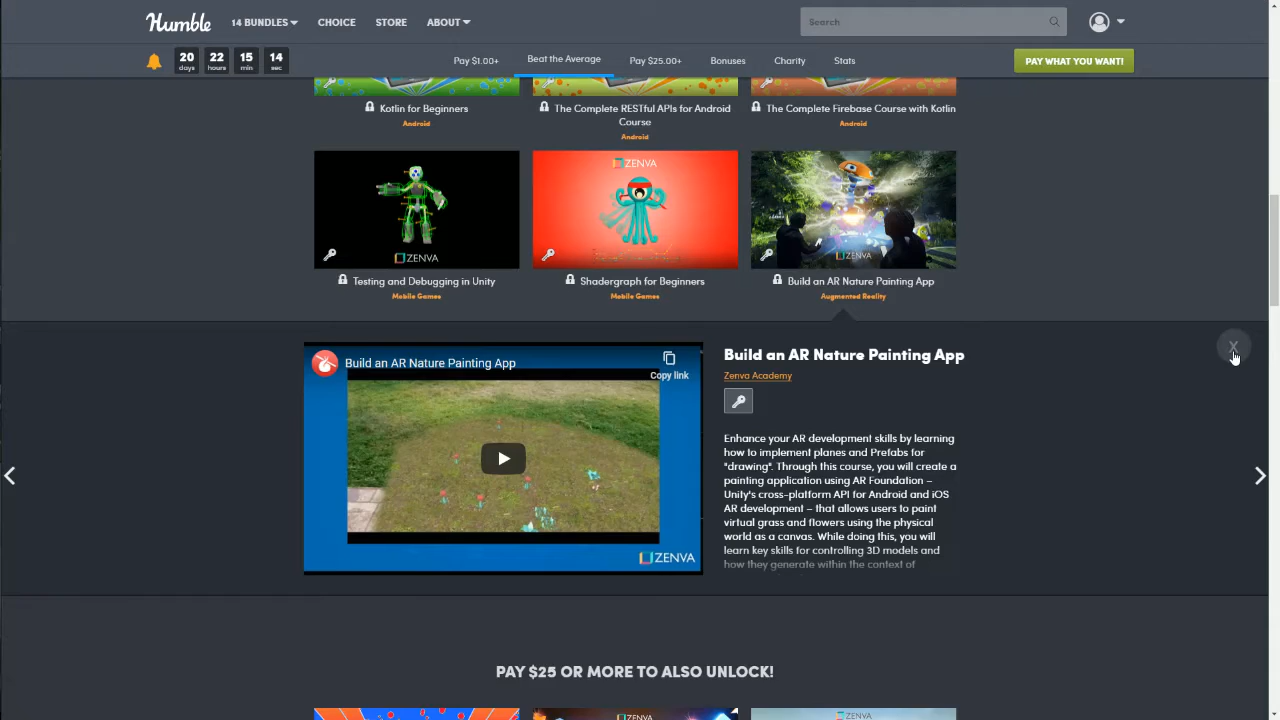 Humble
14 BUNDLES
CHOICE
STORE
ABOUT
Search
20 days
22 hours
15 min
14 sec
Pay $1.00+
Beat the Average
Pay $25.00+
Bonuses
Charity
Stats
PAY WHAT YOU WANT!
Kotlin for Beginners
Android
The Complete RESTful APIs for Android
Course
Android
The Complete Firebase Course with Kotlin
Android
ZENVA
Testing and Debugging in Unity
Mobile Games
ZENVA
Shadergraph for Beginners
Mobile Games
ZENVA
Build an AR Nature Painting App
Augmented Reality
X
Build an AR Nature Painting App
Copy link
ZENVA
Build an AR Nature Painting App
Zenva Academy
Enhance your AR development skills by learning
how to implement planes and Prefabs for
"drawing". Through this course, you will create a
painting application using AR Foundation –
Unity's cross-platform API for Android and iOS
AR development – that allows users to paint
virtual grass and flowers using the physical
world as a canvas. While doing this, you will
learn key skills for controlling 3D models and
how they generate within the context of
PAY $25 OR MORE TO ALSO UNLOCK!
ZENVA
ZENVA